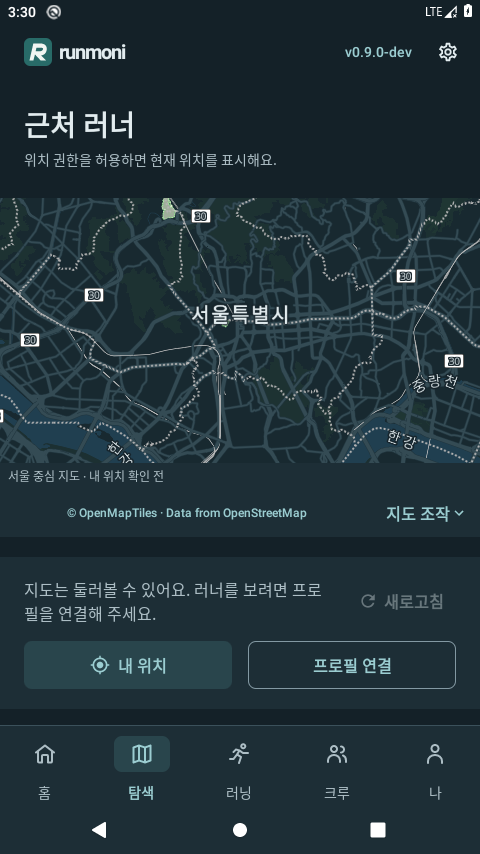 3:30
LTE
runmoni
v0.9.0-dev
근처 러너
위치 권한을 허용하면 현재 위치를 표시해요.
30
30
30
서울특별시
30
30
중랑천
한강
서울 중심 지도 · 내 위치 확인 전
© OpenMapTiles · Data from OpenStreetMap
지도 조작
지도는 둘러볼 수 있어요. 러너를 보려면 프로
필을 연결해 주세요.
새로고침
내 위치
프로필 연결
홈
탐색
러닝
크루
나